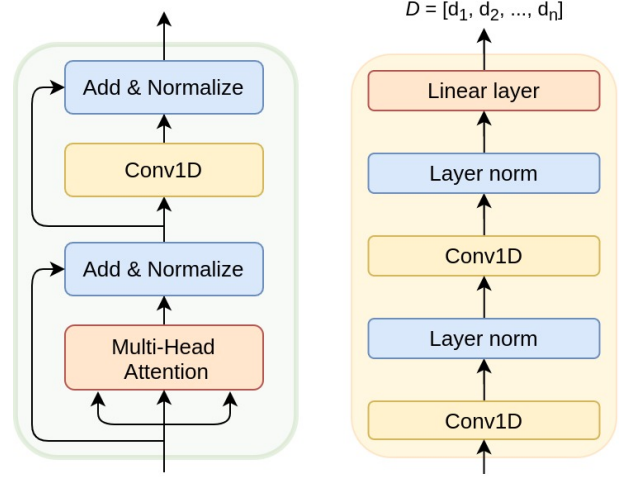 Add & Normalize
Conv1D
Add & Normalize
Multi-Head
Attention
D = [d₁, d₂, ..., dₙ]
Linear layer
Layer norm
Conv1D
Layer norm
Conv1D